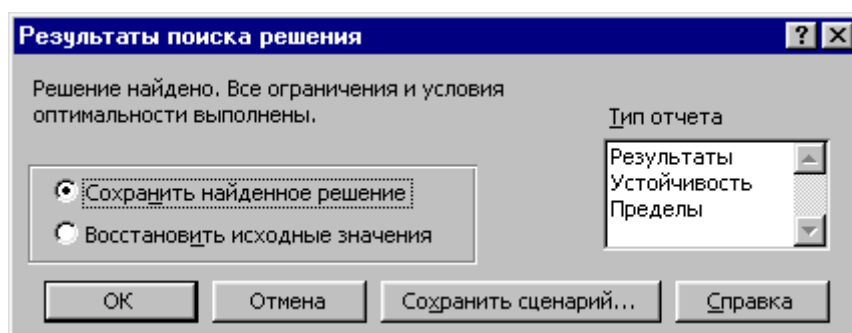 Результаты поиска решения
Решение найдено. Все ограничения и условия
оптимальности выполнены.
Тип отчета
Результаты
Устойчивость
Пределы
Сохранить найденное решение
Восстановить исходные значения
OK
Отмена
Сохранить сценарий...
Справка